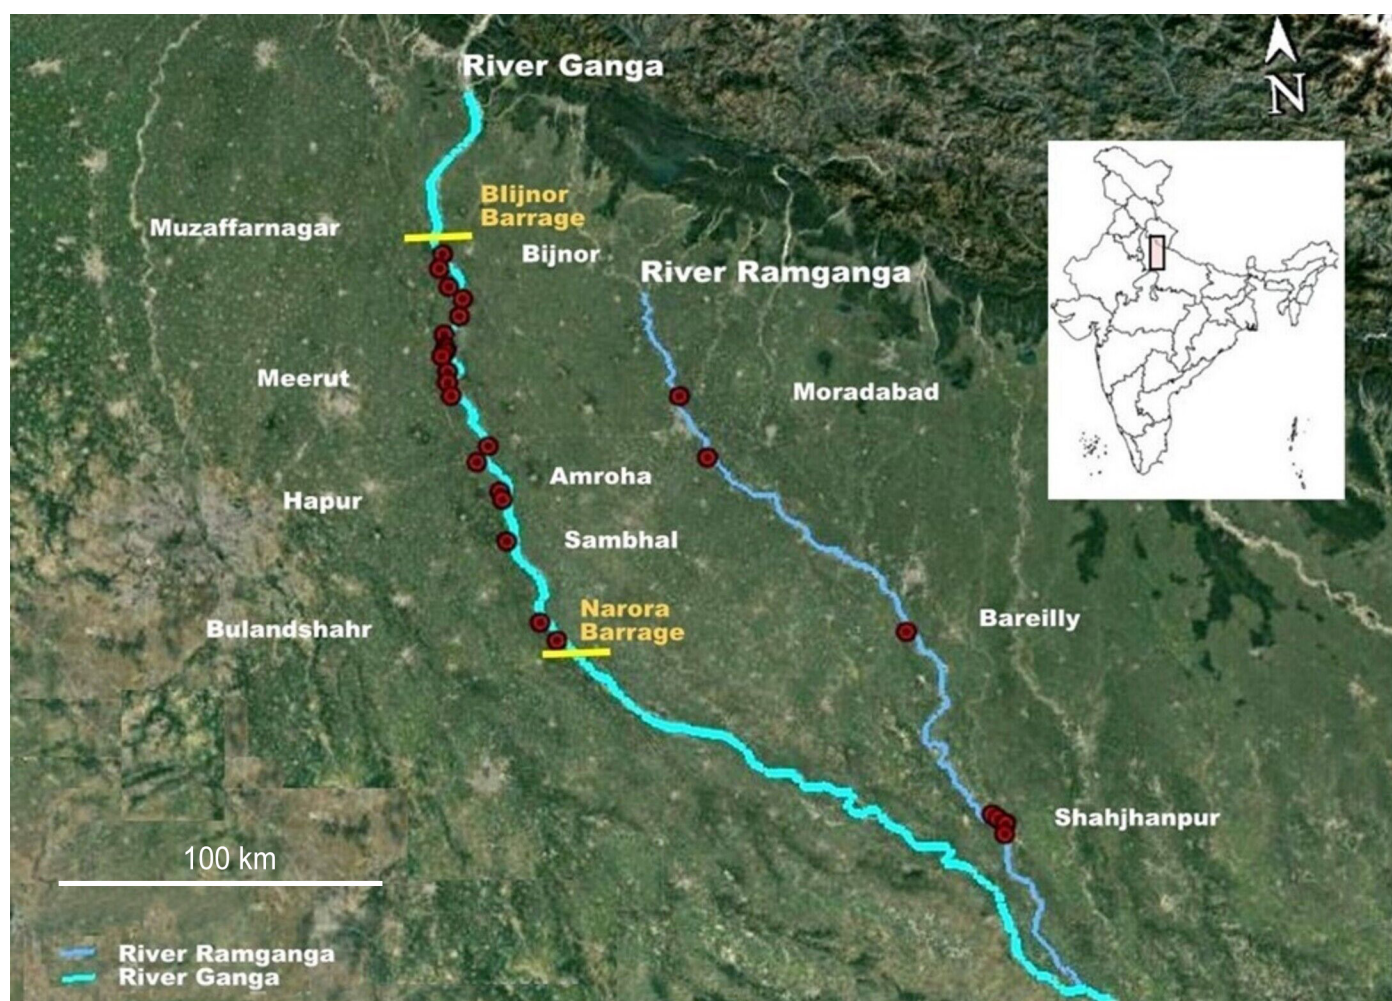 River Ganga
N
Blijnor
Barrage
Muzaffarnagar
Bijnor
River Ramganga
Meerut
Moradabad
Amroha
Hapur
Sambhal
Narora
Barrage
Bareilly
Bulandshahr
Shahjhanpur
100 km
River Ramganga
River Ganga